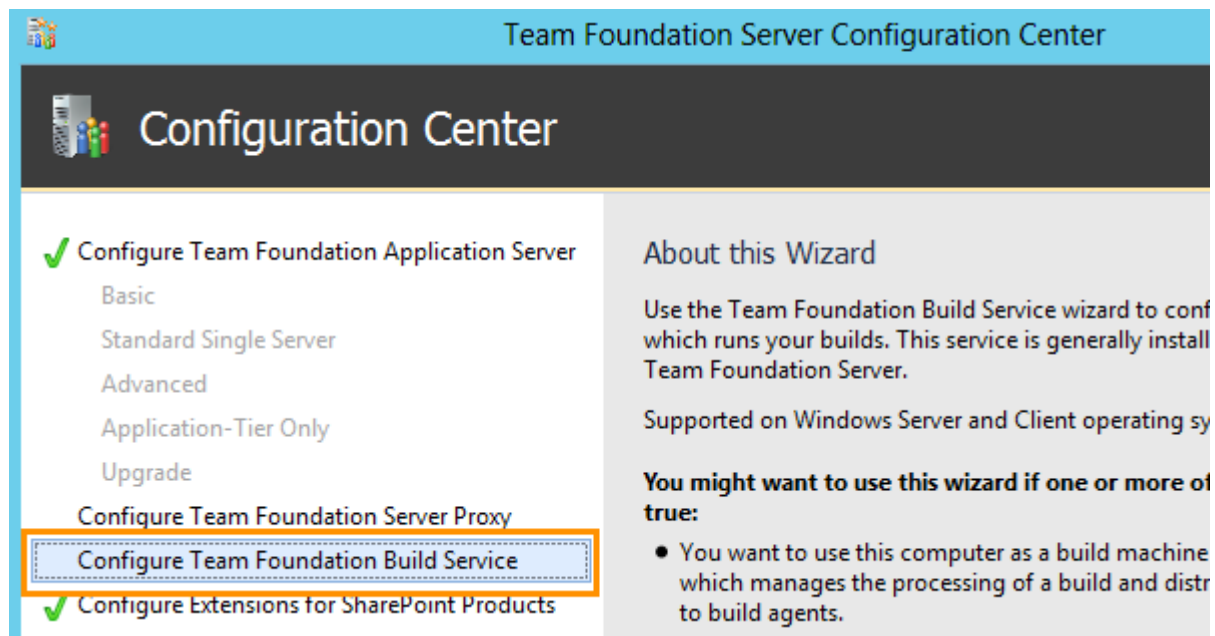 Team Foundation Server Configuration Center
Configuration Center
Configure Team Foundation Application Server
Basic
Standard Single Server
Advanced
Application-Tier Only
Upgrade
Configure Team Foundation Server Proxy
Configure Team Foundation Build Service
Configure Extensions for SharePoint Products
About this Wizard
Use the Team Foundation Build Service wizard to conf
which runs your builds. This service is generally install
Team Foundation Server.
Supported on Windows Server and Client operating sy
You might want to use this wizard if one or more of
true:
• You want to use this computer as a build machine
which manages the processing of a build and distr
to build agents.